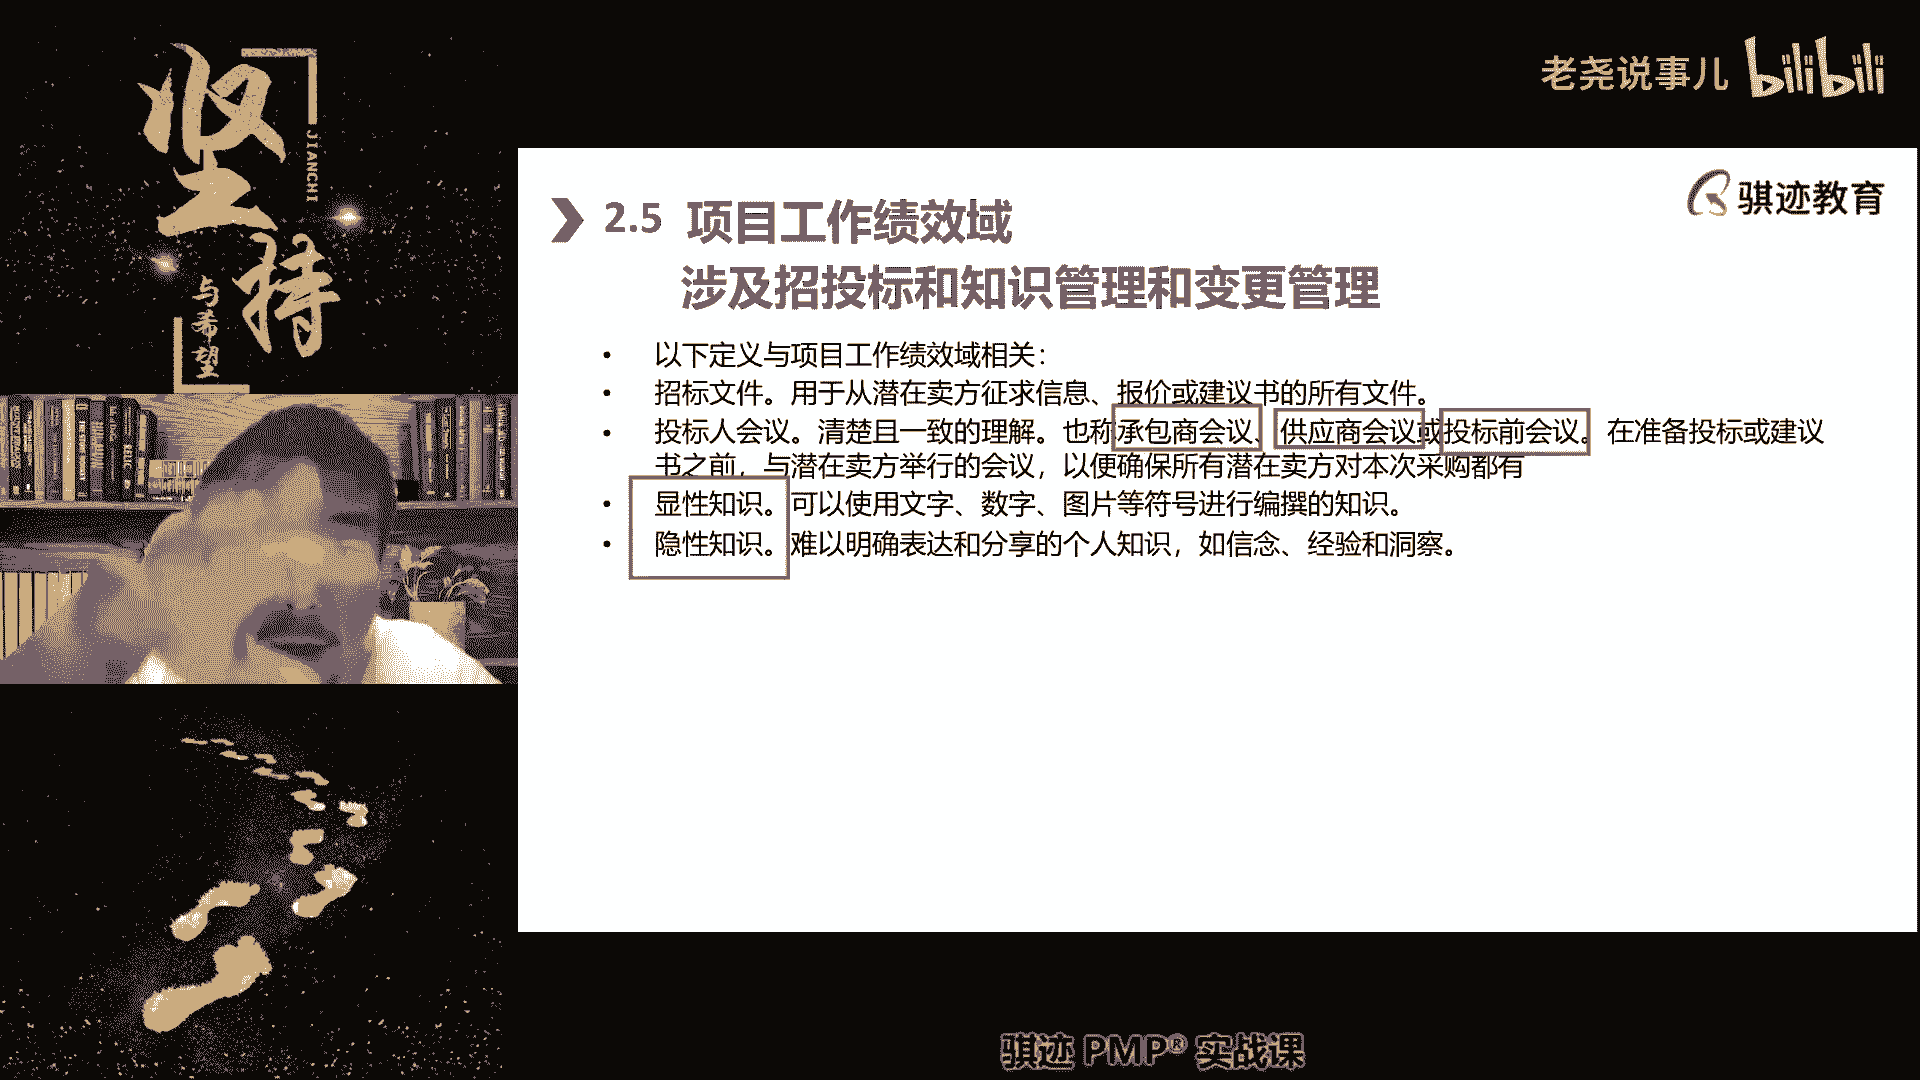 坚持
JIANCHI
与希望
老尧说事儿 bilibili
骐迹教育
2.5 项目工作绩效域
涉及招投标和知识管理和变更管理
• 以下定义与项目工作绩效域相关：
• 招标文件。用于从潜在卖方征求信息、报价或建议书的所有文件。
• 投标人会议。清楚且一致的理解。也称承包商会议、供应商会议或投标前会议。在准备投标或建议
书之前，与潜在卖方举行的会议，以便确保所有潜在卖方对本次采购都有
• 显性知识。可以使用文字、数字、图片等符号进行编撰的知识。
• 隐性知识。难以明确表达和分享的个人知识，如信念、经验和洞察。
骐迹 PMP® 实战课